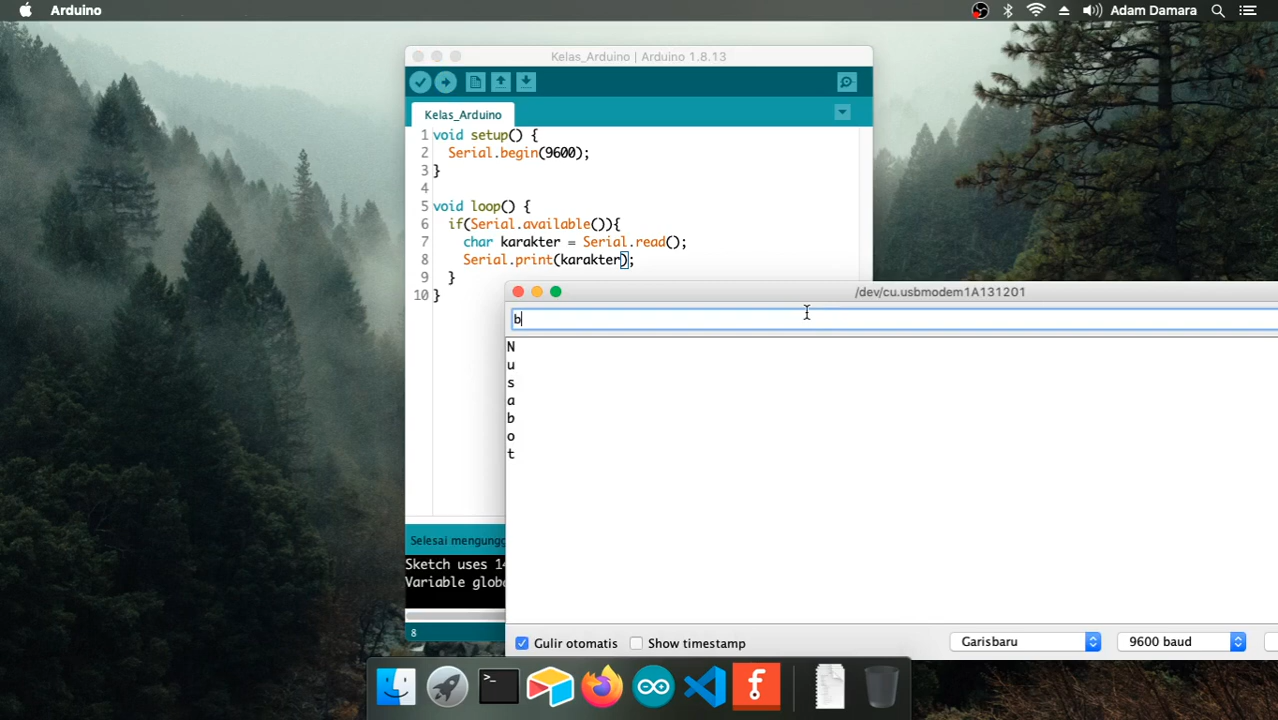 Arduino
Adam Damara
Kelas_Arduino | Arduino 1.8.13
Kelas_Arduino
1 void setup() {
2 Serial.begin(9600);
3 }
4
5 void loop() {
6 if(Serial.available()){
7 char karakter = Serial.read();
8 Serial.print(karakter);
9 }
10 }
/dev/cu.usbmodem1A131201
b
N
u
s
a
b
o
t
Selesai mengungg
Sketch uses 14
Variable globa
8
Gulir otomatis
Show timestamp
Garisbaru
9600 baud